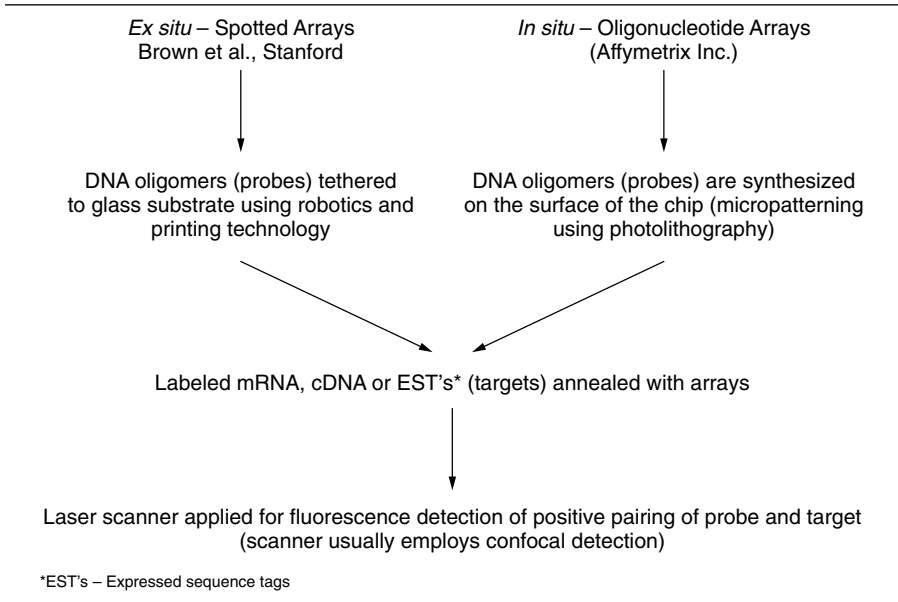 Ex situ – Spotted Arrays
Brown et al., Stanford
In situ – Oligonucleotide Arrays
(Affymetrix Inc.)
DNA oligomers (probes) tethered
to glass substrate using robotics and
printing technology
DNA oligomers (probes) are synthesized
on the surface of the chip (micropatterning
using photolithography)
Labeled mRNA, cDNA or EST's* (targets) annealed with arrays
Laser scanner applied for fluorescence detection of positive pairing of probe and target
(scanner usually employs confocal detection)
*EST's – Expressed sequence tags